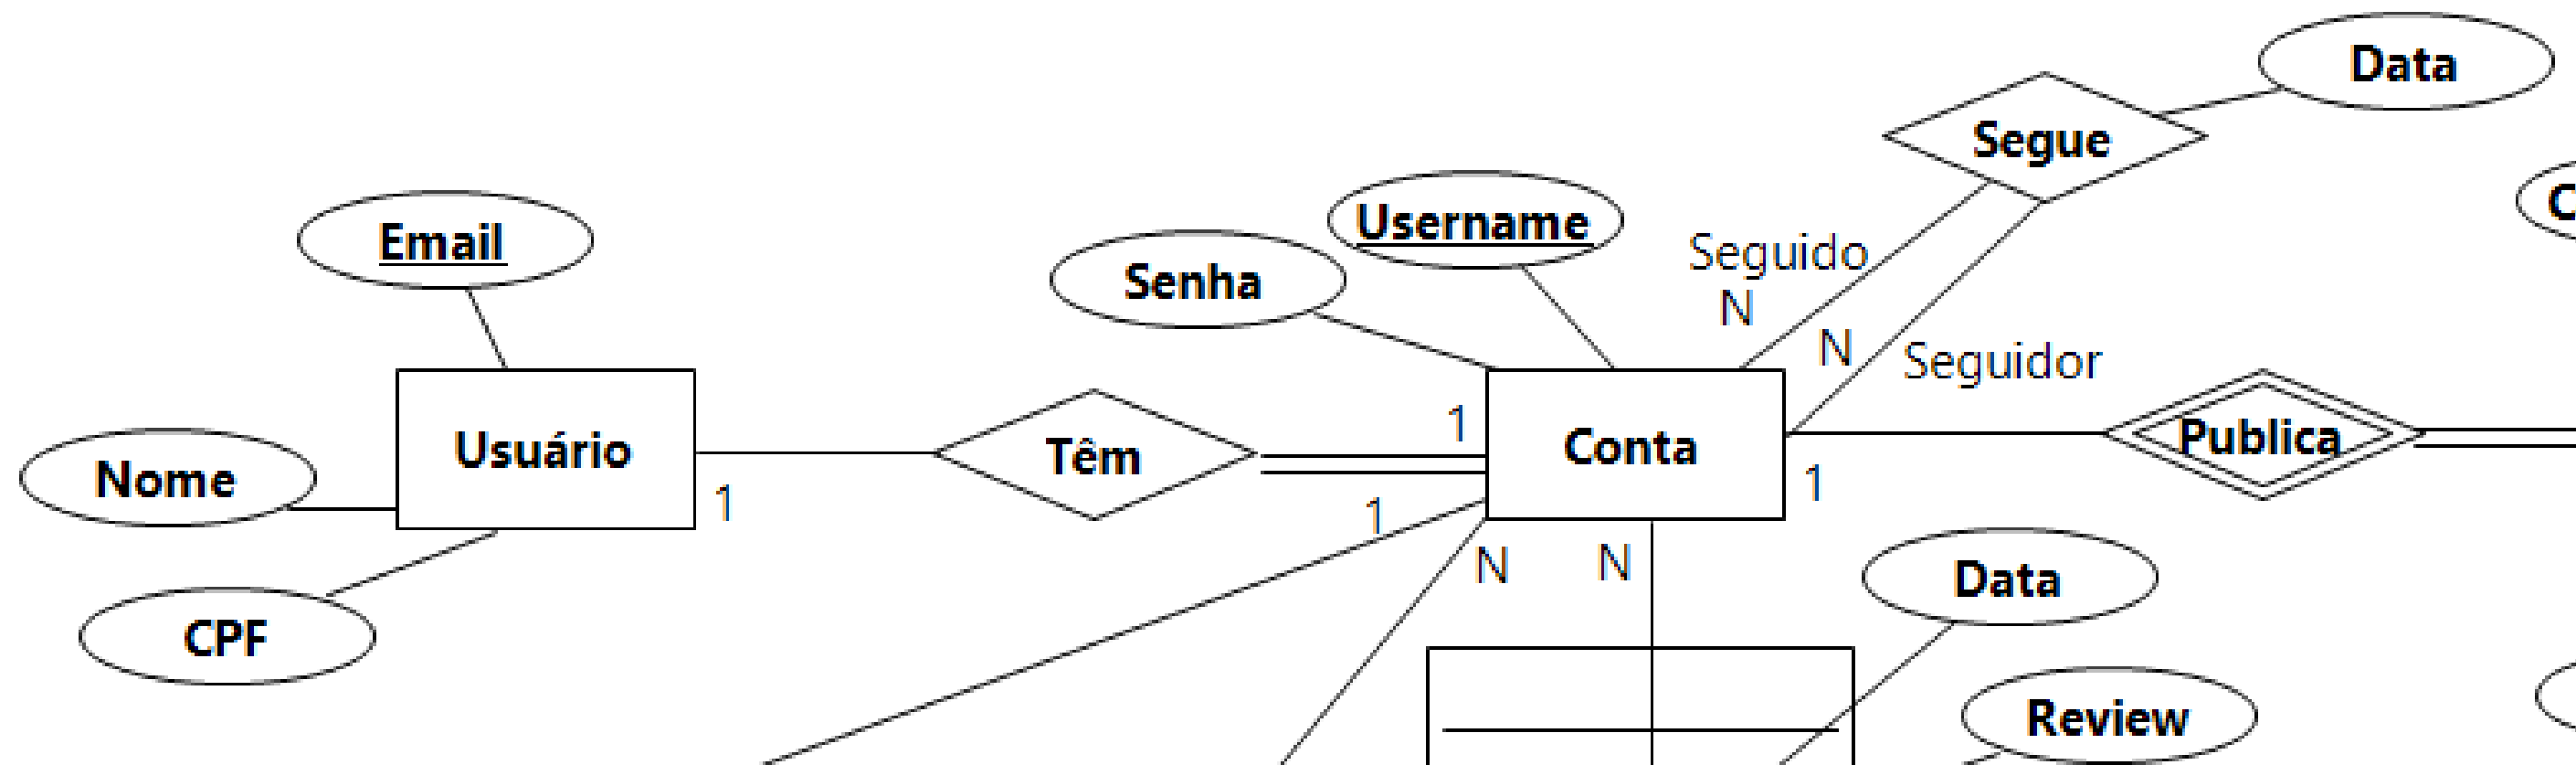 Data
Segue
C
Username
Email
Seguido
Senha
N
N
Seguidor
1
Publica
Conta
Usuário
Têm
Nome
1
1
1
N
N
Data
CPF
Review